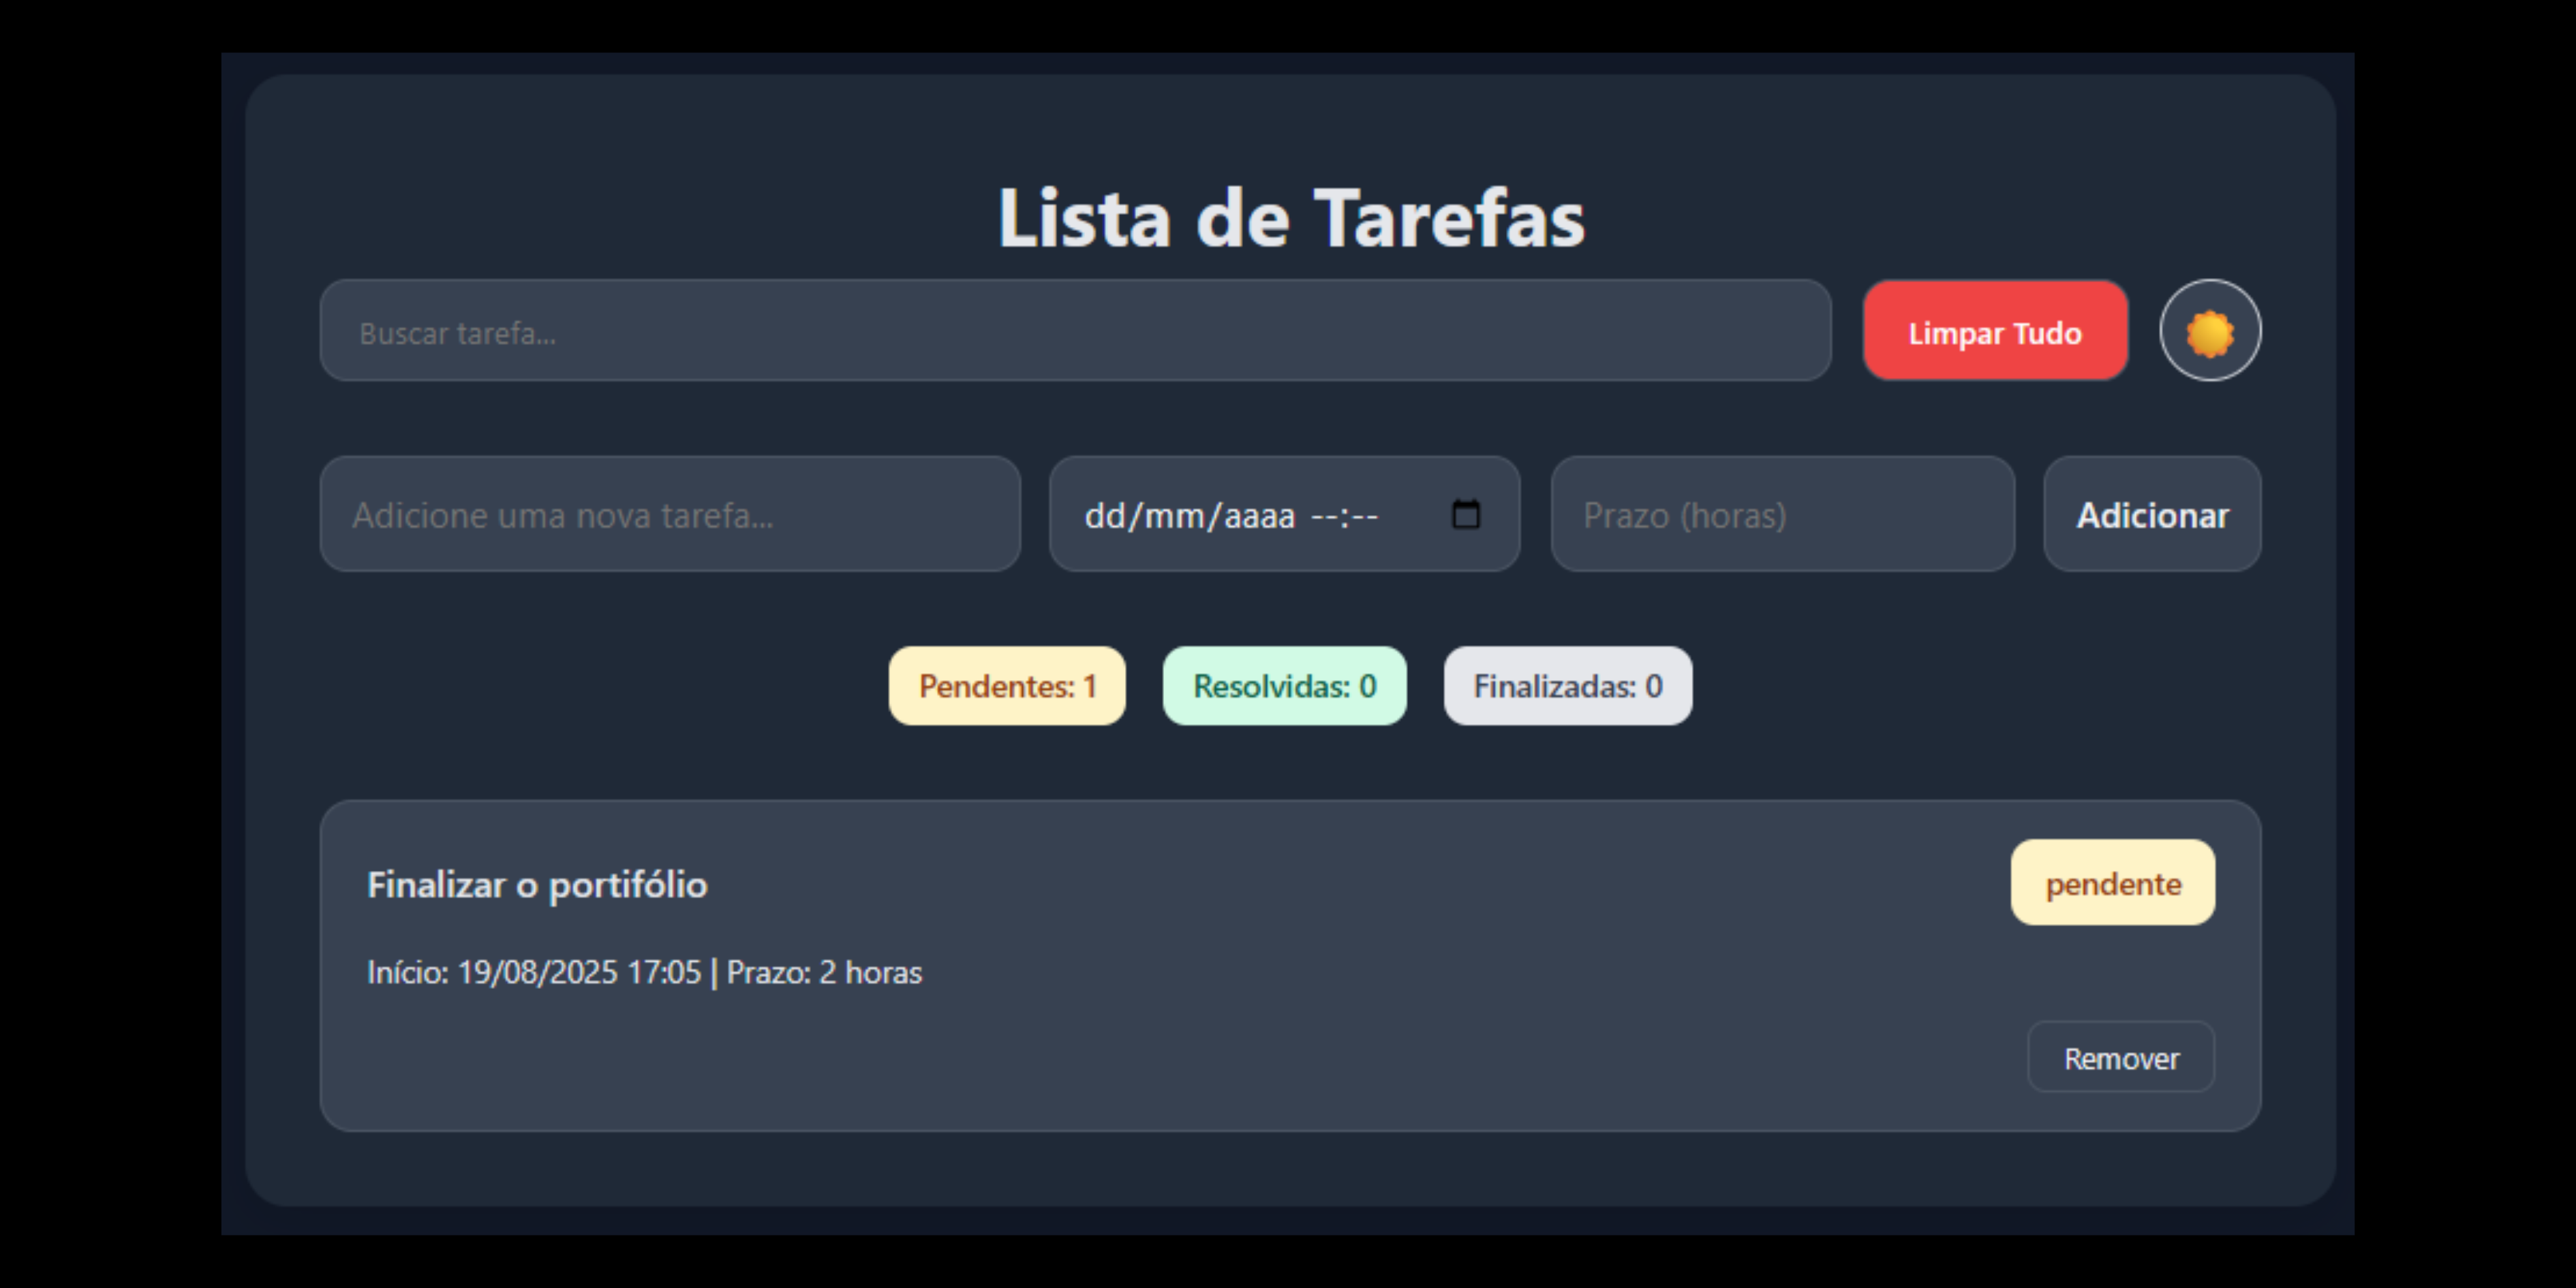 Lista de Tarefas
Buscar tarefa...
Limpar Tudo
Adicione uma nova tarefa...
dd/mm/aaaa --:--
Prazo (horas)
Adicionar
Pendentes: 1
Resolvidas: 0
Finalizadas: 0
Finalizar o portifólio
pendente
Início: 19/08/2025 17:05 | Prazo: 2 horas
Remover